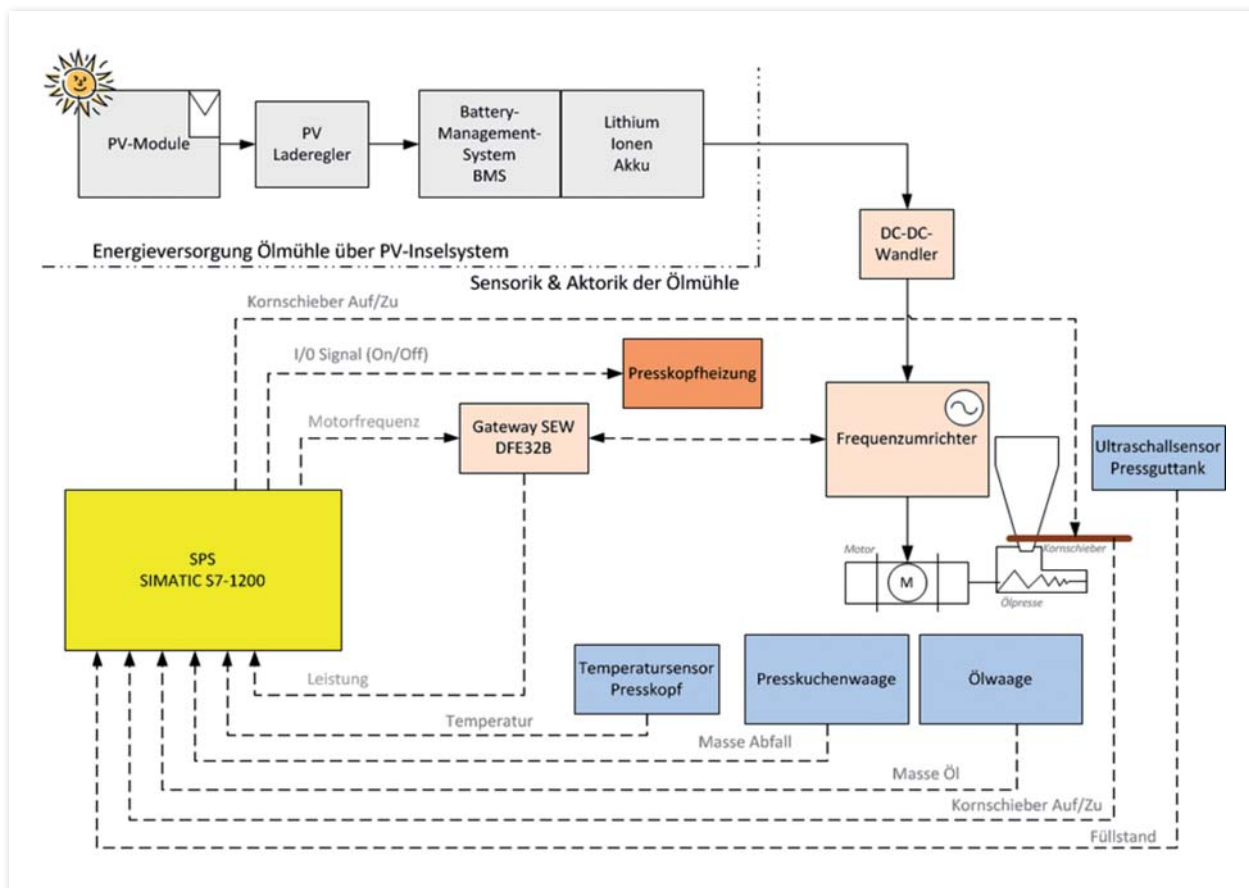 PV-Module
PV
Laderegler
Battery-
Management-
System
BMS
Lithium
Ionen
Akku
DC-DC-
Wandler
Energieversorgung Ölmühle über PV-Inselsystem
Sensorik & Aktorik der Ölmühle
Kornschieber Auf/Zu
I/0 Signal (On/Off)
Presskopfheizung
Motorfrequenz
Gateway SEW
DFE32B
Frequenzumrichter
Ultraschallsensor
Pressguttank
SPS
SIMATIC S7-1200
Motor
M
Kornschieber
Ölpresse
Leistung
Temperatursensor
Presskopf
Presskuchenwaage
Ölwaage
Temperatur
Masse Abfall
Masse Öl
Kornschieber Auf/Zu
Füllstand